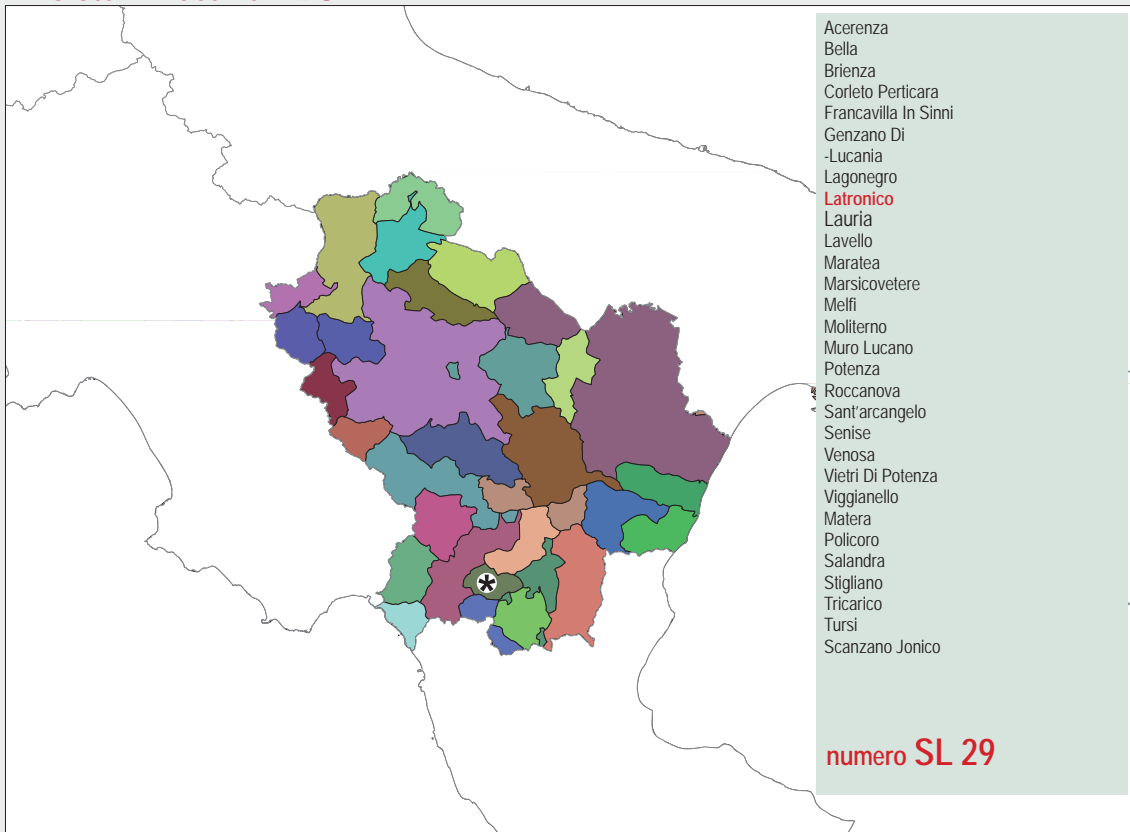 Acerenza
Bella
Brienza
Corleto Perticara
Francavilla In Sinni
Genzano Di
-Lucania
Lagonegro
Latronico
Lauria
Lavello
Maratea
Marsicovetere
Melfi
Moliterno
Muro Lucano
Potenza
Roccanova
Sant'arcangelo
Senise
Venosa
Vietri Di Potenza
Viggianello
Matera
Policoro
Salandra
Stigliano
Tricarico
Tursi
Scanzano Jonico
numero SL 29